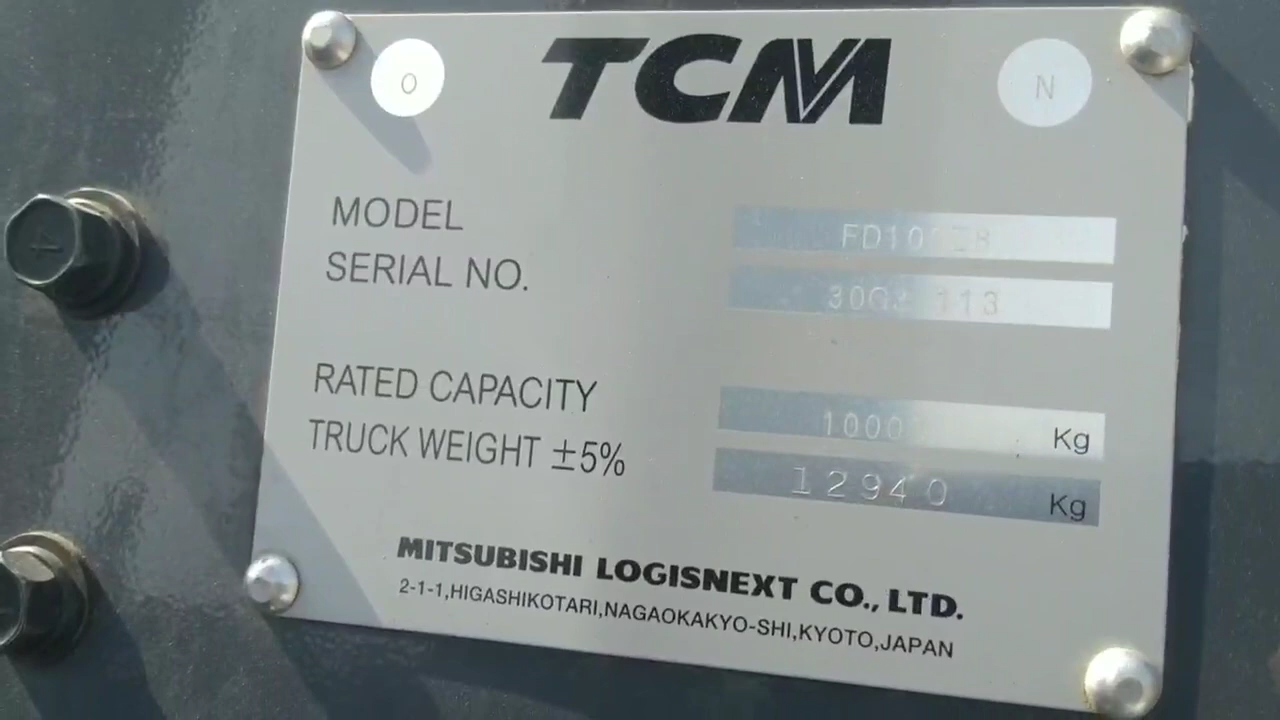 O TCM N
MODEL
SERIAL NO.
RATED CAPACITY Kg
TRUCK WEIGHT ±5% 12940 Kg
MITSUBISHI LOGISNEXT CO., LTD.
2-1-1,HIGASHIKOTARI,NAGAOKAKYO-SHI,KYOTO,JAPAN